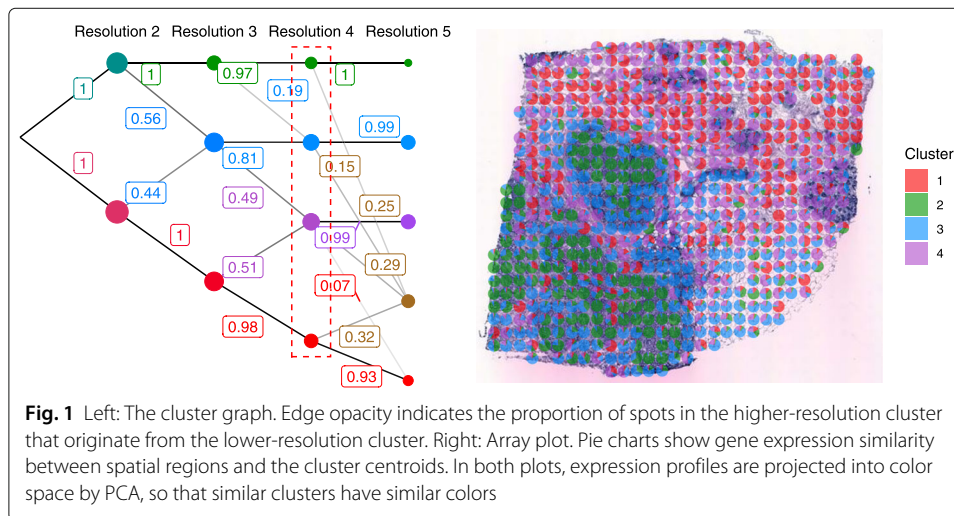 Resolution 2 Resolution 3 Resolution 4 Resolution 5
1 0.97 1
1 0.19
0.56 0.99
0.81 0.15
1
0.44 0.49 0.25
1 0.99
0.51 0.29
0.07
0.98 0.32
0.93
Cluster
1
2
3
4
Fig. 1 Left: The cluster graph. Edge opacity indicates the proportion of spots in the higher-resolution cluster
that originate from the lower-resolution cluster. Right: Array plot. Pie charts show gene expression similarity
between spatial regions and the cluster centroids. In both plots, expression profiles are projected into color
space by PCA, so that similar clusters have similar colors